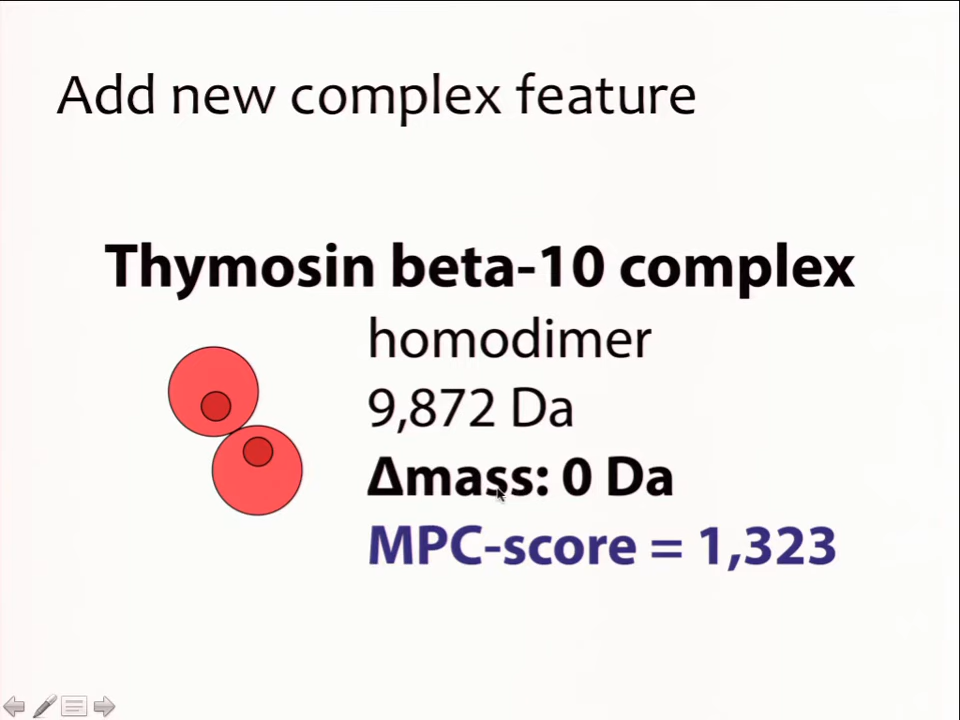 Add new complex feature
Thymosin beta-10 complex
homodimer
9,872 Da
Δmass: 0 Da
MPC-score = 1,323